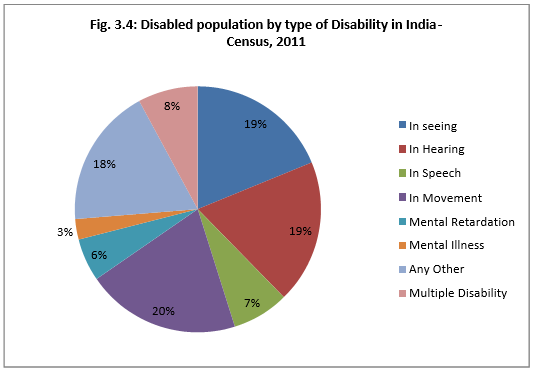 Fig. 3.4: Disabled population by type of Disability in India-
Census, 2011
8%
19%
18%
19%
3%
6%
20%
7%
In seeing
In Hearing
In Speech
In Movement
Mental Retardation
Mental Illness
Any Other
Multiple Disability